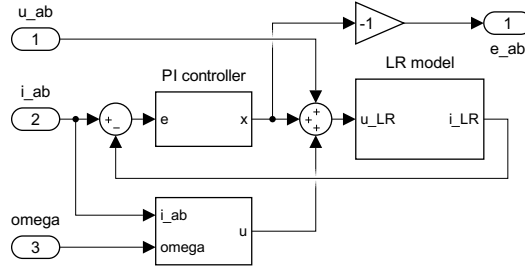 u_ab
1
-1
1
e_ab
PI controller
LR model
i_ab
2
+
−
e
x
+
+
+
u_LR
i_LR
omega
3
i_ab
omega
u